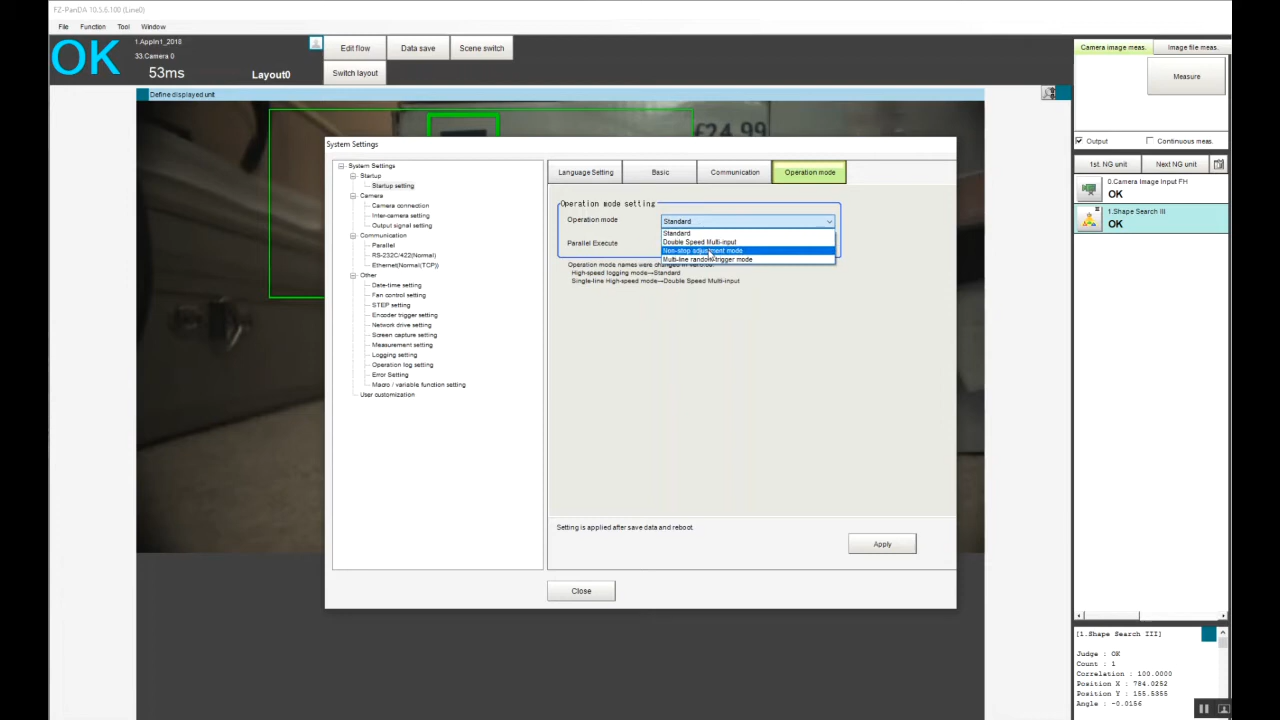 FZ-PanDA 10.5.6.100 (Line0)
File Function Tool Window
OK
1.AppIn1_2018
33.Camera 0
53ms
Layout0
Edit flow
Data save
Scene switch
Switch layout
Camera image meas.
Image file meas.
Measure
Define displayed unit
£24.99
Output
Continuous meas.
1st. NG unit
Next NG unit
0.Camera Image Input FH
OK
1.Shape Search III
OK
System Settings
System Settings
Startup
Startup setting
Camera
Camera connection
Inter-camera setting
Output signal setting
Communication
Parallel
RS-232C/422(Normal)
Ethernet(Normal(TCP))
Other
Date-time setting
Fan control setting
STEP setting
Encoder trigger setting
Network drive setting
Screen capture setting
Measurement setting
Logging setting
Operation log setting
Error Setting
Macro / variable function setting
User customization
Language Setting
Basic
Communication
Operation mode
Operation mode setting
Operation mode
Standard
Standard
Double Speed Multi-input
Parallel Execute
Non-stop adjustment mode
Multi-line random-trigger mode
Operation mode names were changed in
High-speed logging mode→Standard
Single-line High-speed mode→Double Speed Multi-input
Setting is applied after save data and reboot.
Apply
Close
[1.Shape Search III]
Judge : OK
Count : 1
Correlation : 100.0000
Position X : 784.0252
Position Y : 155.5355
Angle : -0.0156